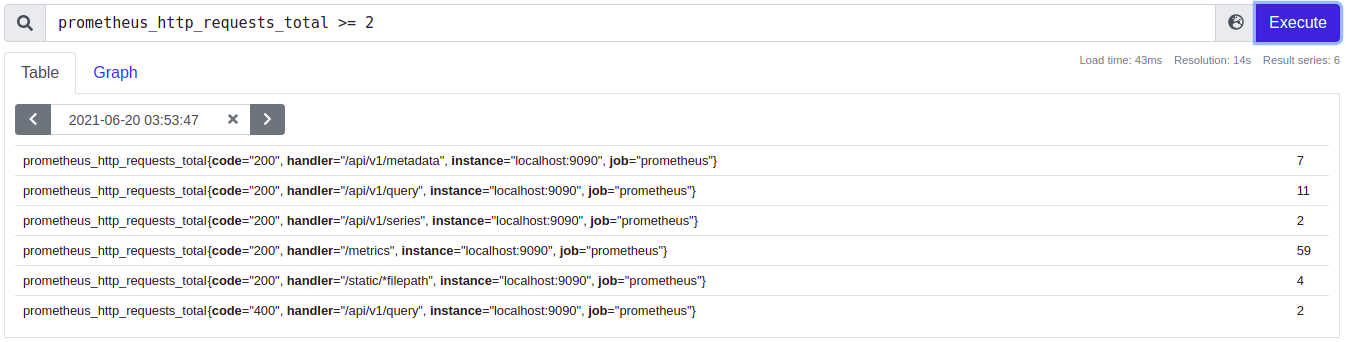 prometheus_http_requests_total >= 2
Execute
Table Graph
Load time: 43ms Resolution: 14s Result series: 6
2021-06-20 03:53:47
prometheus_http_requests_total{code="200", handler="/api/v1/metadata", instance="localhost:9090", job="prometheus"} 7
prometheus_http_requests_total{code="200", handler="/api/v1/query", instance="localhost:9090", job="prometheus"} 11
prometheus_http_requests_total{code="200", handler="/api/v1/series", instance="localhost:9090", job="prometheus"} 2
prometheus_http_requests_total{code="200", handler="/metrics", instance="localhost:9090", job="prometheus"} 59
prometheus_http_requests_total{code="200", handler="/static/*filepath", instance="localhost:9090", job="prometheus"} 4
prometheus_http_requests_total{code="400", handler="/api/v1/query", instance="localhost:9090", job="prometheus"} 2